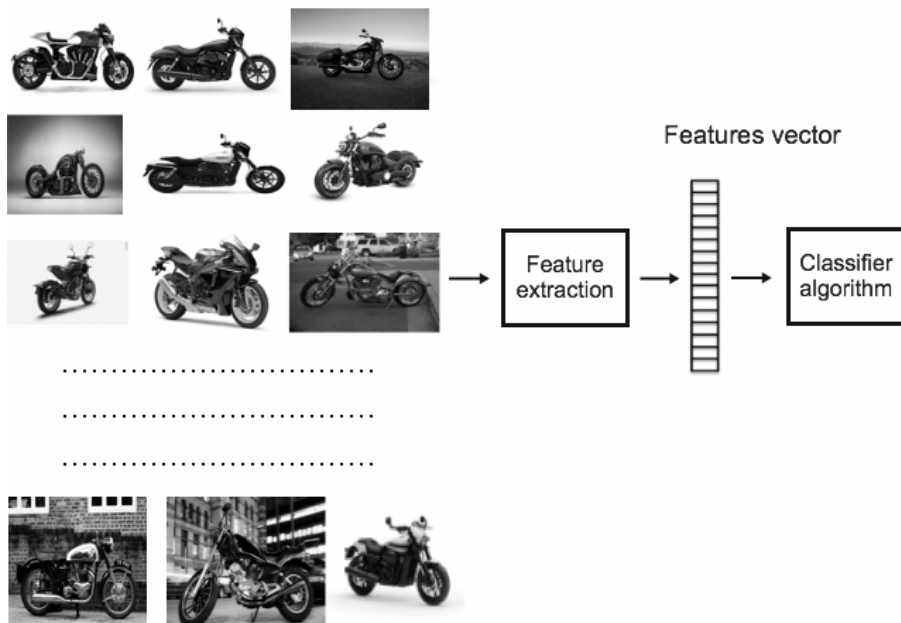 Features vector
Feature
extraction
Classifier
algorithm